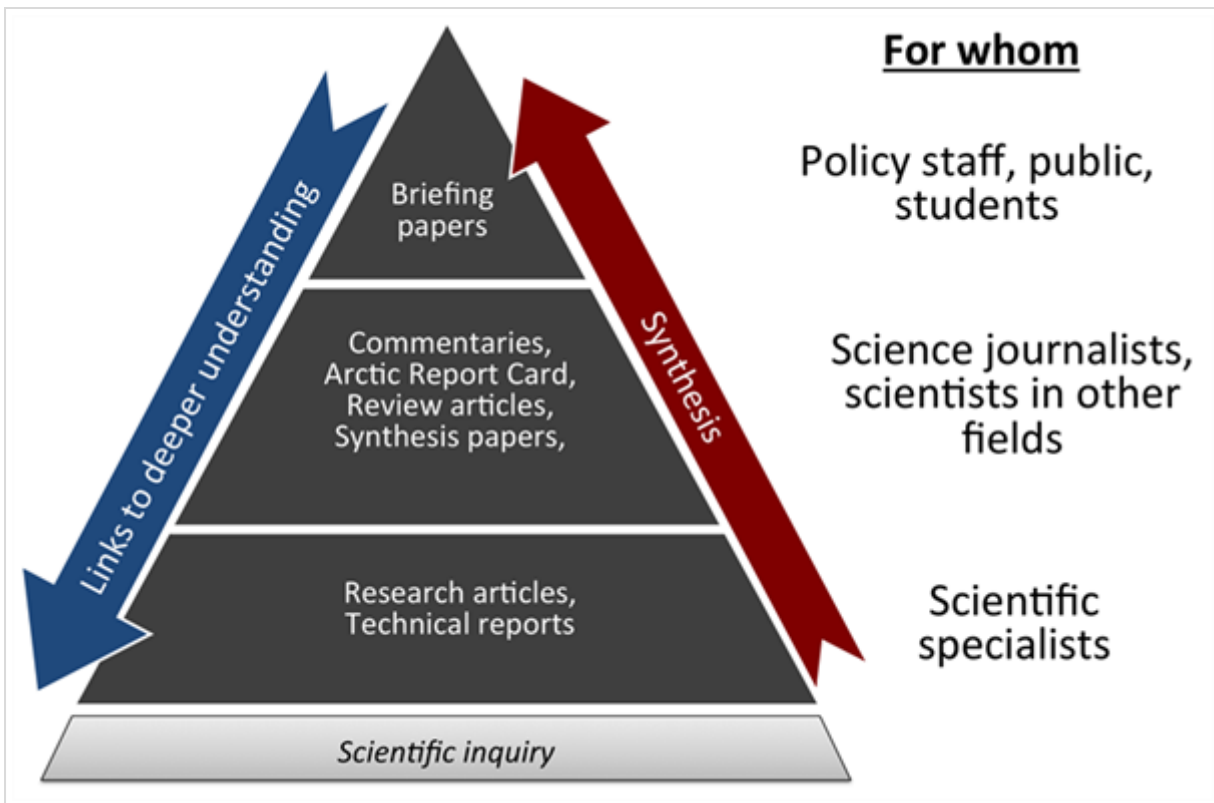 For whom
Policy staff, public,
students
Briefing
papers
Links to deeper understanding
Synthesis
Commentaries,
Arctic Report Card,
Review articles,
Synthesis papers,
Science journalists,
scientists in other
fields
Research articles,
Technical reports
Scientific
specialists
Scientific inquiry